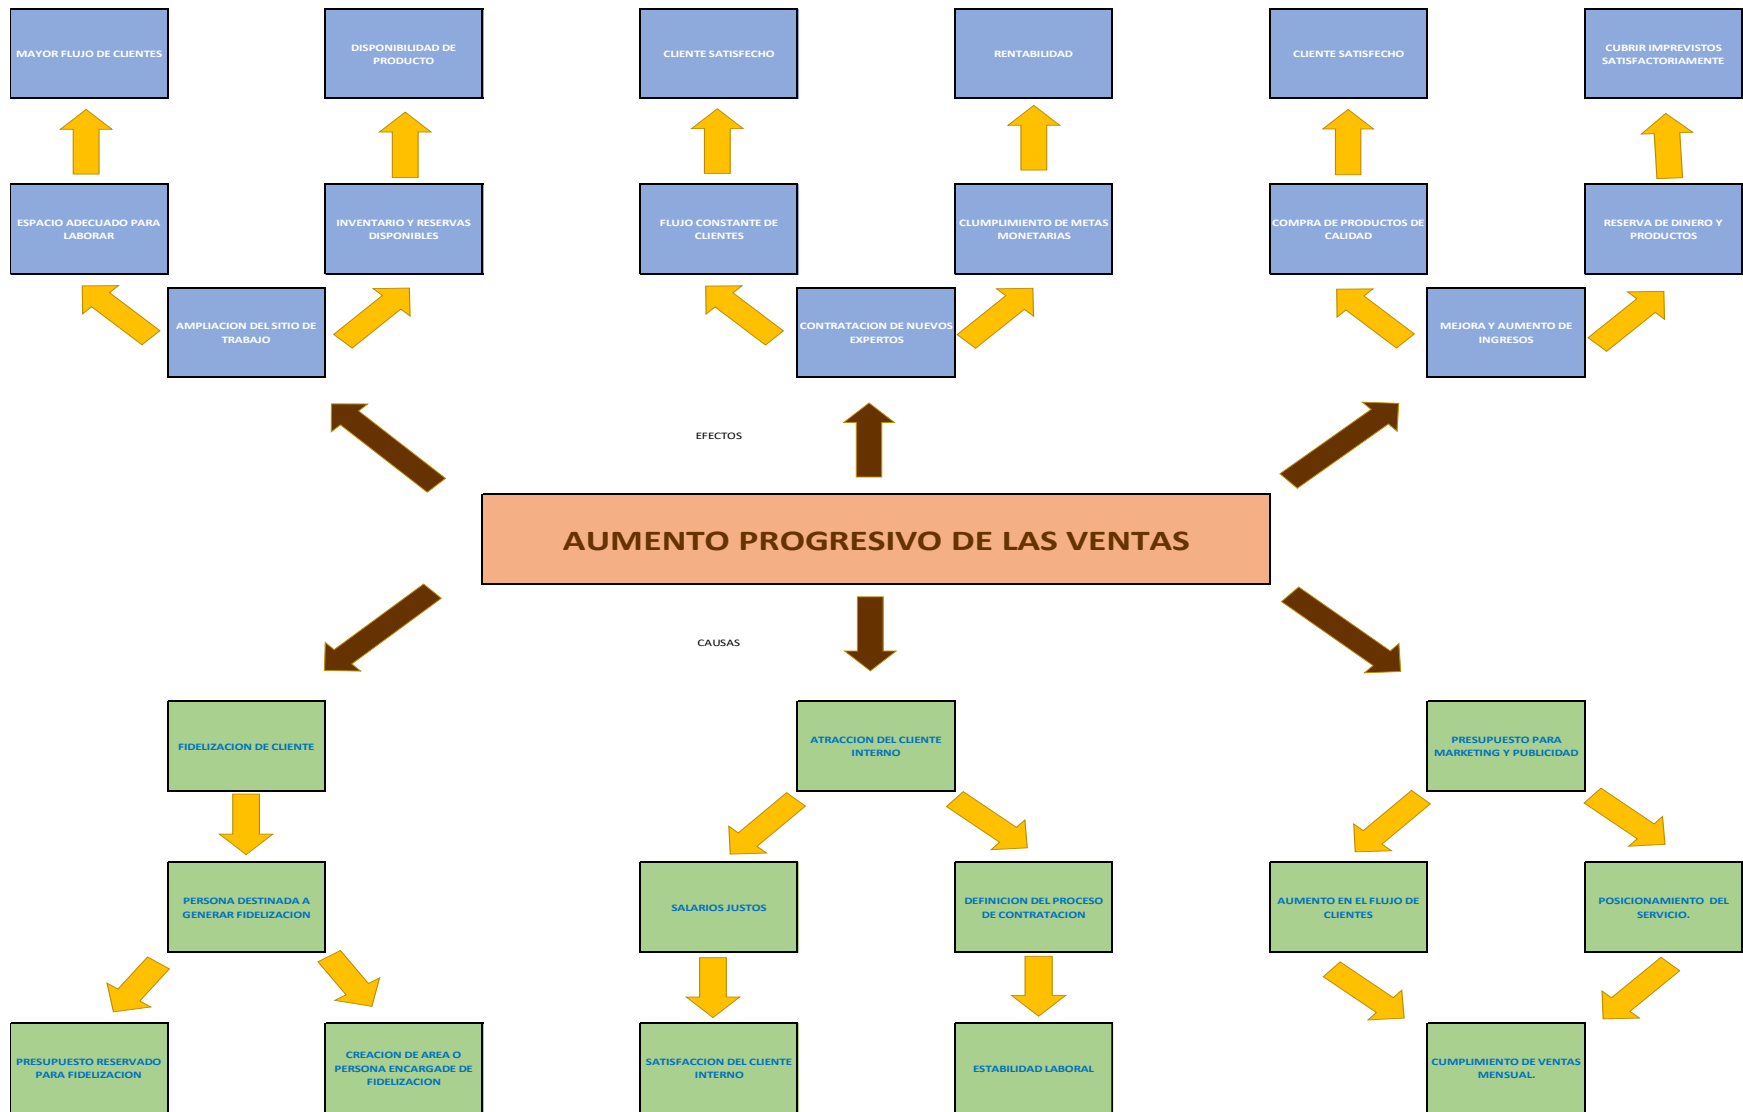 MAYOR FLUJO DE CLIENTES
DISPONIBILIDAD DE
PRODUCTO
CLIENTE SATISFECHO
RENTABILIDAD
CLIENTE SATISFECHO
CUBRIR IMPREVISTOS
SATISFACTORIAMENTE
ESPACIO ADECUADO PARA
LABORAR
INVENTARIO Y RESERVAS
DISPONIBLES
FLUJO CONSTANTE DE
CLIENTES
CLUMPLIMIENTO DE METAS
MONETARIAS
COMPRA DE PRODUCTOS DE
CALIDAD
RESERVA DE DINERO Y
PRODUCTOS
AMPLIACION DEL SITIO DE
TRABAJO
CONTRATACION DE NUEVOS
EXPERTOS
MEJORA Y AUMENTO DE
INGRESOS
EFECTOS
AUMENTO PROGRESIVO DE LAS VENTAS
CAUSAS
FIDELIZACION DE CLIENTE
ATRACCION DEL CLIENTE
INTERNO
PRESUPUESTO PARA
MARKETING Y PUBLICIDAD
PERSONA DESTINADA A
GENERAR FIDELIZACION
SALARIOS JUSTOS
DEFINICION DEL PROCESO
DE CONTRATACION
AUMENTO EN EL FLUJO DE
CLIENTES
POSICIONAMIENTO DEL
SERVICIO.
PRESUPUESTO RESERVADO
PARA FIDELIZACION
CREACION DE AREA O
PERSONA ENCARGADE DE
FIDELIZACION
SATISFACCION DEL CLIENTE
INTERNO
ESTABILIDAD LABORAL
CUMPLIMIENTO DE VENTAS
MENSUAL.